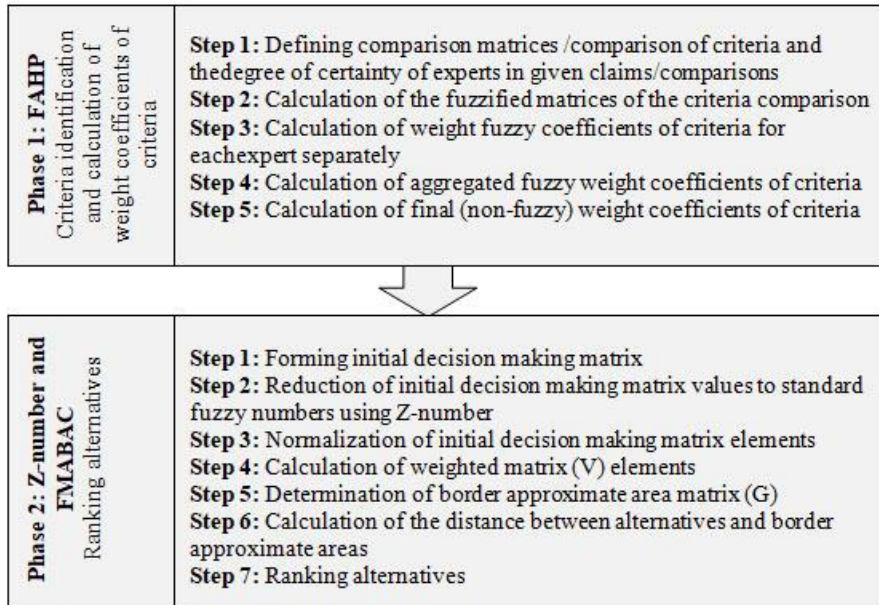 Phase 1: FAHP
Criteria identification
and calculation of
weight coefficients of
criteria
Step 1: Defining comparison matrices /comparison of criteria and
thedegree of certainty of experts in given claims/comparisons
Step 2: Calculation of the fuzzified matrices of the criteria comparison
Step 3: Calculation of weight fuzzy coefficients of criteria for
eachexpert separately
Step 4: Calculation of aggregated fuzzy weight coefficients of criteria
Step 5: Calculation of final (non-fuzzy) weight coefficients of criteria
Phase 2: Z-number and
FMABAC
Ranking alternatives
Step 1: Forming initial decision making matrix
Step 2: Reduction of initial decision making matrix values to standard
fuzzy numbers using Z-number
Step 3: Normalization of initial decision making matrix elements
Step 4: Calculation of weighted matrix (V) elements
Step 5: Determination of border approximate area matrix (G)
Step 6: Calculation of the distance between alternatives and border
approximate areas
Step 7: Ranking alternatives